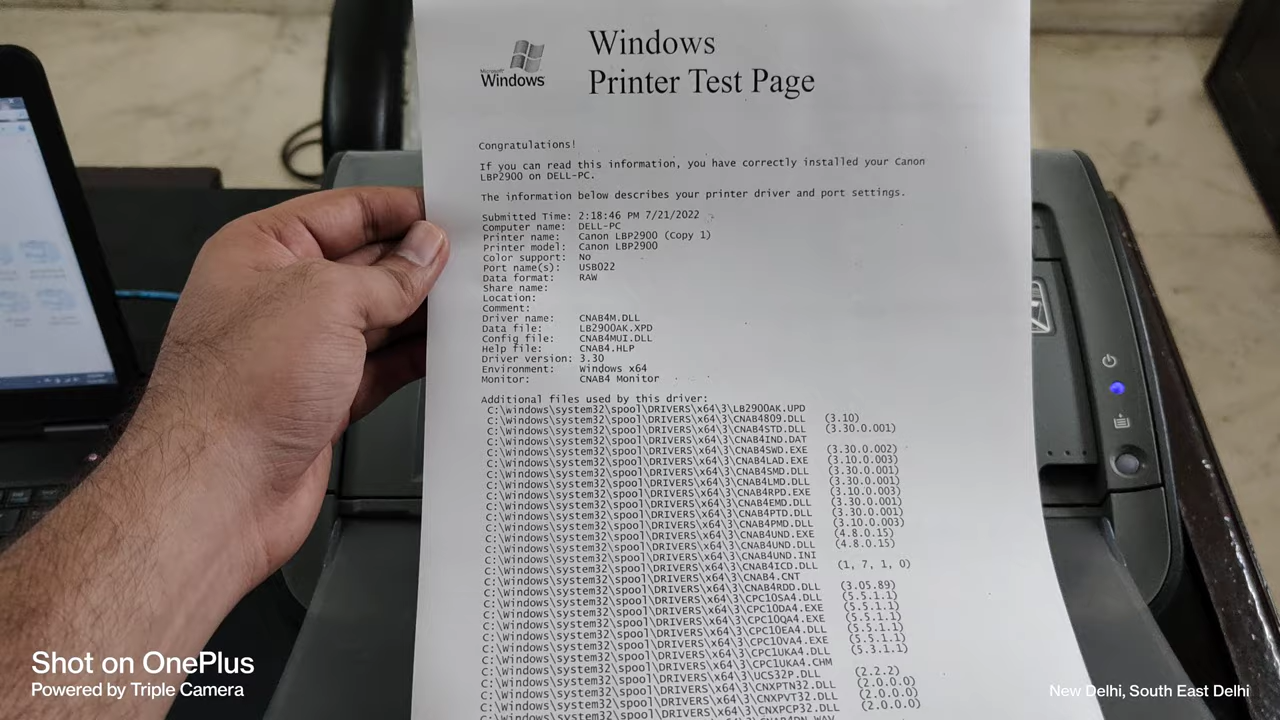 Microsoft
Windows
Windows
Printer Test Page
Congratulations!
If you can read this information, you have correctly installed your Canon
LBP2900 on DELL-PC.
The information below describes your printer driver and port settings.
Submitted Time: 2:18:46 PM 7/21/2022
Computer name: DELL-PC
Printer name: Canon LBP2900 (Copy 1)
Printer model: Canon LBP2900
Color support: No
Port name(s): USB022
Data format: RAW
Share name:
Location:
Comment:
Driver name: CNAB4M.DLL
Data file: LB2900AK.XPD
Config file: CNAB4MUI.DLL
Help file: CNAB4.HLP
Driver version: 3.30
Environment: Windows x64
Monitor: CNAB4 Monitor
Additional files used by this driver:
C:\Windows\system32\spool\DRIVERS\x64\3\LB2900AK.UPD
C:\Windows\system32\spool\DRIVERS\x64\3\CNAB4809.DLL (3.10)
C:\Windows\system32\spool\DRIVERS\x64\3\CNAB4STD.DLL (3.30.0.001)
C:\Windows\system32\spool\DRIVERS\x64\3\CNAB4IND.DAT
C:\Windows\system32\spool\DRIVERS\x64\3\CNAB4SWD.EXE (3.30.0.002)
C:\Windows\system32\spool\DRIVERS\x64\3\CNAB4LAD.EXE (3.10.0.003)
C:\Windows\system32\spool\DRIVERS\x64\3\CNAB4SMD.DLL (3.30.0.001)
C:\Windows\system32\spool\DRIVERS\x64\3\CNAB4LMD.DLL (3.30.0.001)
C:\Windows\system32\spool\DRIVERS\x64\3\CNAB4RPD.EXE (3.10.0.003)
C:\Windows\system32\spool\DRIVERS\x64\3\CNAB4EMD.DLL (3.30.0.001)
C:\Windows\system32\spool\DRIVERS\x64\3\CNAB4PTD.DLL (3.30.0.001)
C:\Windows\system32\spool\DRIVERS\x64\3\CNAB4PMD.DLL (3.10.0.003)
C:\Windows\system32\spool\DRIVERS\x64\3\CNAB4UND.EXE (4.8.0.15)
C:\Windows\system32\spool\DRIVERS\x64\3\CNAB4UND.DLL (4.8.0.15)
C:\Windows\system32\spool\DRIVERS\x64\3\CNAB4UND.INI
C:\Windows\system32\spool\DRIVERS\x64\3\CNAB4ICD.DLL (1, 7, 1, 0)
C:\Windows\system32\spool\DRIVERS\x64\3\CNAB4.CNT
C:\Windows\system32\spool\DRIVERS\x64\3\CNAB4RDD.DLL (3.05.89)
C:\Windows\system32\spool\DRIVERS\x64\3\CPC10SA4.DLL (5.5.1.1)
C:\Windows\system32\spool\DRIVERS\x64\3\CPC10DA4.EXE (5.5.1.1)
C:\Windows\system32\spool\DRIVERS\x64\3\CPC10QA4.EXE (5.5.1.1)
C:\Windows\system32\spool\DRIVERS\x64\3\CPC10EA4.DLL (5.5.1.1)
C:\Windows\system32\spool\DRIVERS\x64\3\CPC10VA4.EXE (5.5.1.1)
C:\Windows\system32\spool\DRIVERS\x64\3\CPC1UKA4.DLL (5.3.1.1)
C:\Windows\system32\spool\DRIVERS\x64\3\CPC1UKA4.CHM
C:\Windows\system32\spool\DRIVERS\x64\3\UCS32P.DLL (2.2.2)
C:\Windows\system32\spool\DRIVERS\x64\3\CNXPTN32.DLL (2.0.0.0)
C:\Windows\system32\spool\DRIVERS\x64\3\CNXPVT32.DLL (2.0.0.0)
C:\Windows\system32\spool\DRIVERS\x64\3\CNXPCP32.DLL (2.0.0.0)
Shot on OnePlus
Powered by Triple Camera
New Delhi, South East Delhi